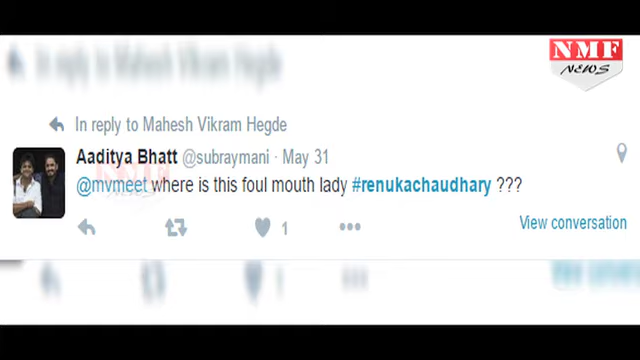 NMF
NEWS
In reply to Mahesh Vikram Hegde
Aaditya Bhatt @subraymani · May 31
@mvmeet where is this foul mouth lady #renukachaudhary ???
1
View conversation